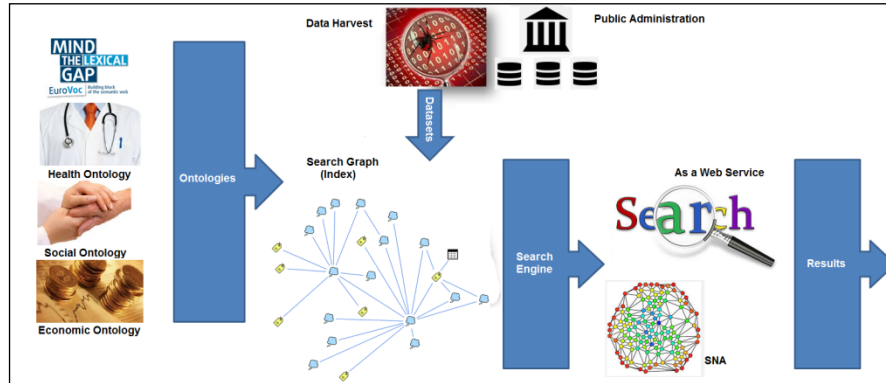 MIND
THE LEXICAL
GAP
EuroVoc
Building block
of the semantic web
Health Ontology
Social Ontology
Economic Ontology
Ontologies
Data Harvest
Public Administration
Datasets
Search Graph
(Index)
Search
Engine
As a Web Service
Search
SNA
Results